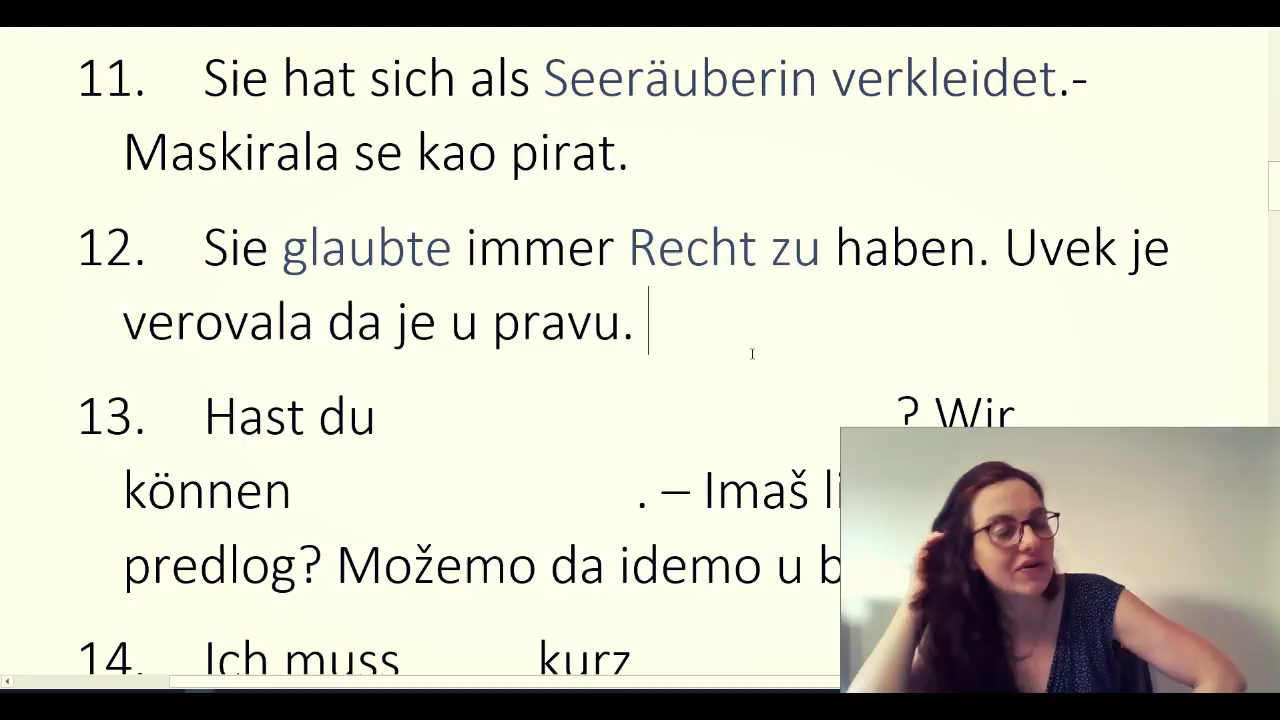 11. Sie hat sich als Seeräuberin verkleidet.-
Maskirala se kao pirat.
12. Sie glaubte immer Recht zu haben. Uvek je
verovala da je u pravu.
13. Hast du ? Wir
können . – Imaš
predlog? Možemo da idemo u
14. Ich muss kurz